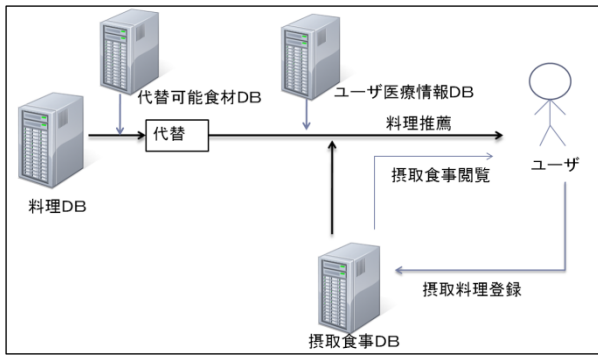 代替可能食材DB
ユーザ医療情報DB
代替
料理推薦
料理DB
摂取食事閲覧
ユーザ
摂取料理登録
摂取食事DB